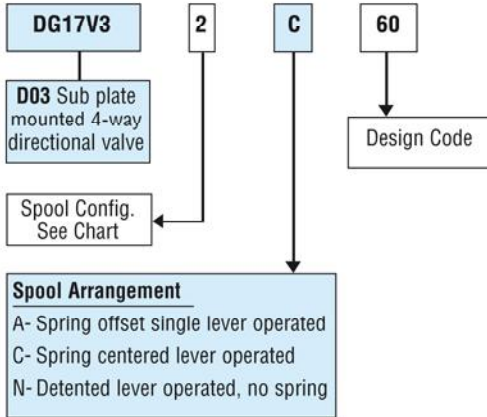 DG17V3 2 C 60
D03 Sub plate
mounted 4-way
directional valve
Design Code
Spool Config.
See Chart
Spool Arrangement
A- Spring offset single lever operated
C- Spring centered lever operated
N- Detented lever operated, no spring